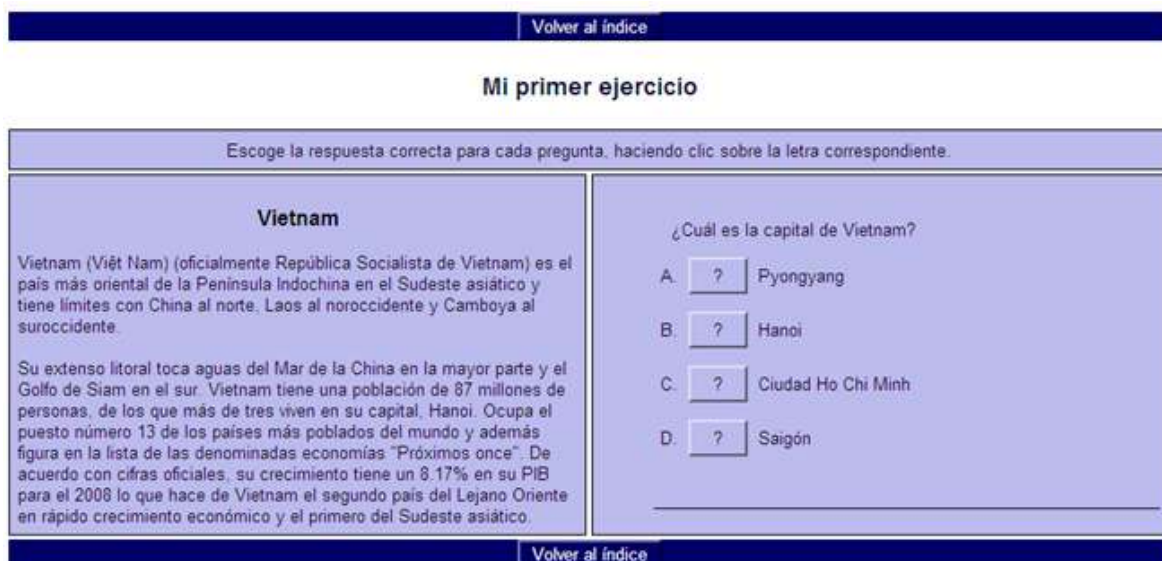 Volver al índice
Mi primer ejercicio
Escoge la respuesta correcta para cada pregunta, haciendo clic sobre la letra correspondiente.
Vietnam
Vietnam (Việt Nam) (oficialmente República Socialista de Vietnam) es el
país más oriental de la Península Indochina en el Sudeste asiático y
tiene límites con China al norte, Laos al noroccidente y Camboya al
suroccidente.
Su extenso litoral toca aguas del Mar de la China en la mayor parte y el
Golfo de Siam en el sur. Vietnam tiene una población de 87 millones de
personas, de los que más de tres viven en su capital, Hanoi. Ocupa el
puesto número 13 de los países más poblados del mundo y además
figura en la lista de las denominadas economías "Próximos once". De
acuerdo con cifras oficiales, su crecimiento tiene un 8.17% en su PIB
para el 2008 lo que hace de Vietnam el segundo país del Lejano Oriente
en rápido crecimiento económico y el primero del Sudeste asiático.
¿Cuál es la capital de Vietnam?
A. ? Pyongyang
B. ? Hanoi
C. ? Ciudad Ho Chi Minh
D. ? Saigón
Volver al índice